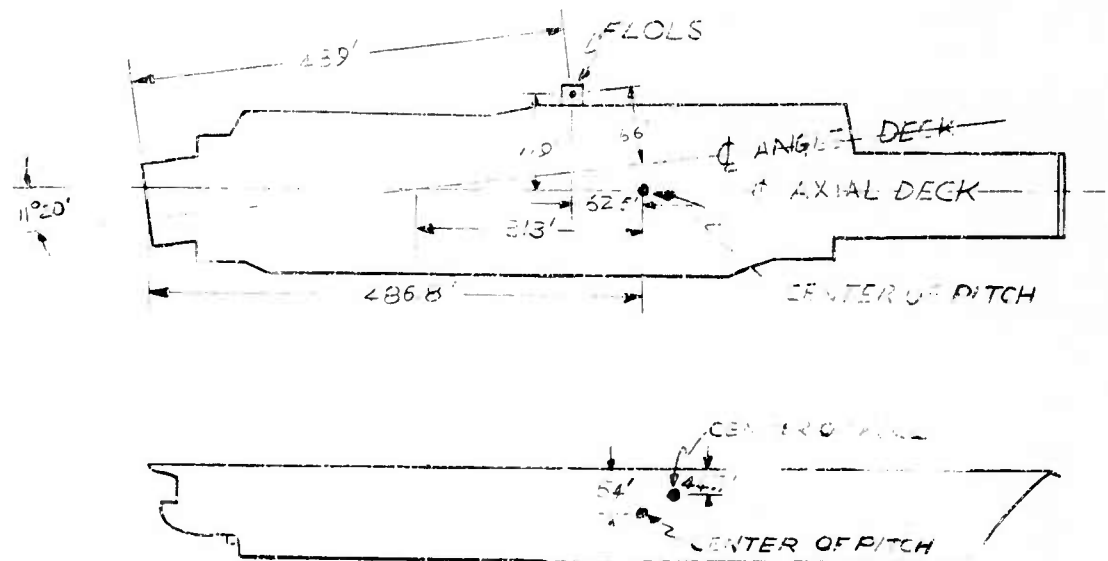 FLOLS
489'
66
℄ ANGLE DECK
℄ AXIAL DECK
11°20'
62.5'
313'
486.8'
CENTER OF PITCH
54'
CENTER OF PITCH